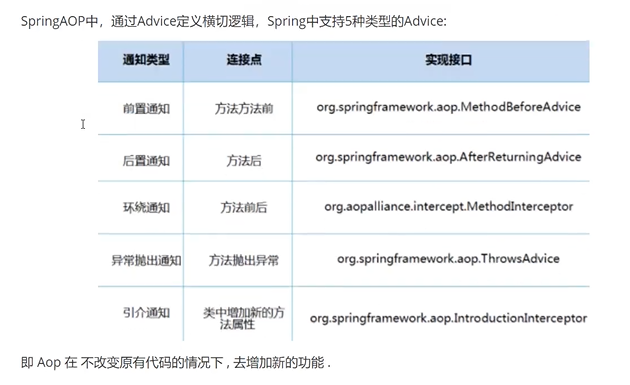 SpringAOP中，通过Advice定义横切逻辑，Spring中支持5种类型的Advice:
通知类型 连接点 实现接口
前置通知 方法方法前 org.springframework.aop.MethodBeforeAdvice
后置通知 方法后 org.springframework.aop.AfterReturningAdvice
环绕通知 方法前后 org.aopalliance.intercept.MethodInterceptor
异常抛出通知 方法抛出异常 org.springframework.aop.ThrowsAdvice
引介通知 类中增加新的方
法属性 org.springframework.aop.IntroductionInterceptor
即 Aop 在 不改变原有代码的情况下 , 去增加新的功能 .